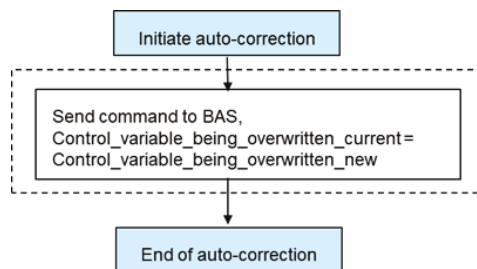 Initiate auto-correction
Send command to BAS,
Control_variable_being_overwritten_current=
Control_variable_being_overwritten_new
End of auto-correction